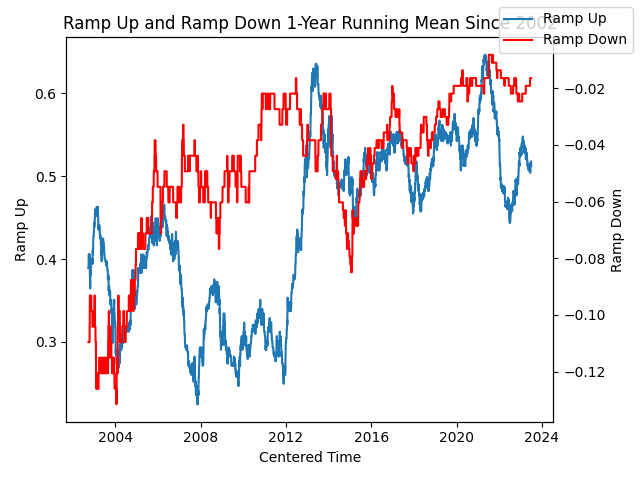 Ramp Up and Ramp Down 1-Year Running Mean Since 2002
Ramp Up
Ramp Down
0.6
0.5
0.4
0.3
Ramp Up
−0.02
−0.04
−0.06
−0.08
−0.10
−0.12
Ramp Down
2004
2008
2012
2016
2020
2024
Centered Time